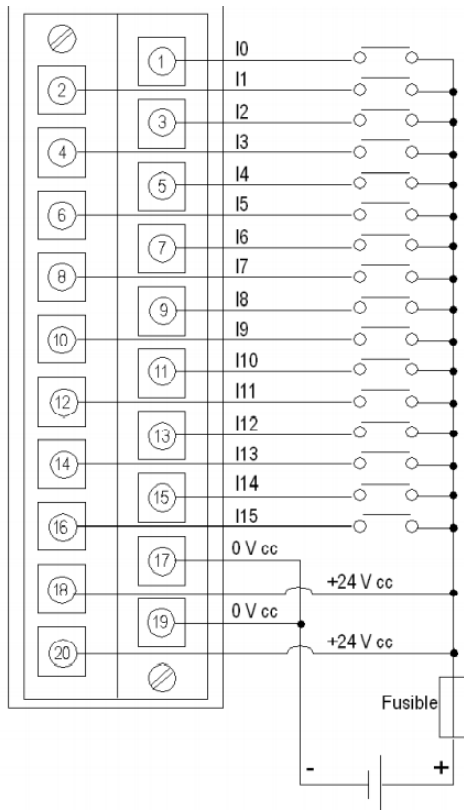 1 I0
2 I1
3 I2
4 I3
5 I4
6 I5
7 I6
8 I7
9 I8
10 I9
11 I10
12 I11
13 I12
14 I13
15 I14
16 I15
17 0 V cc
18 +24 V cc
19 0 V cc
20 +24 V cc
Fusible
- +